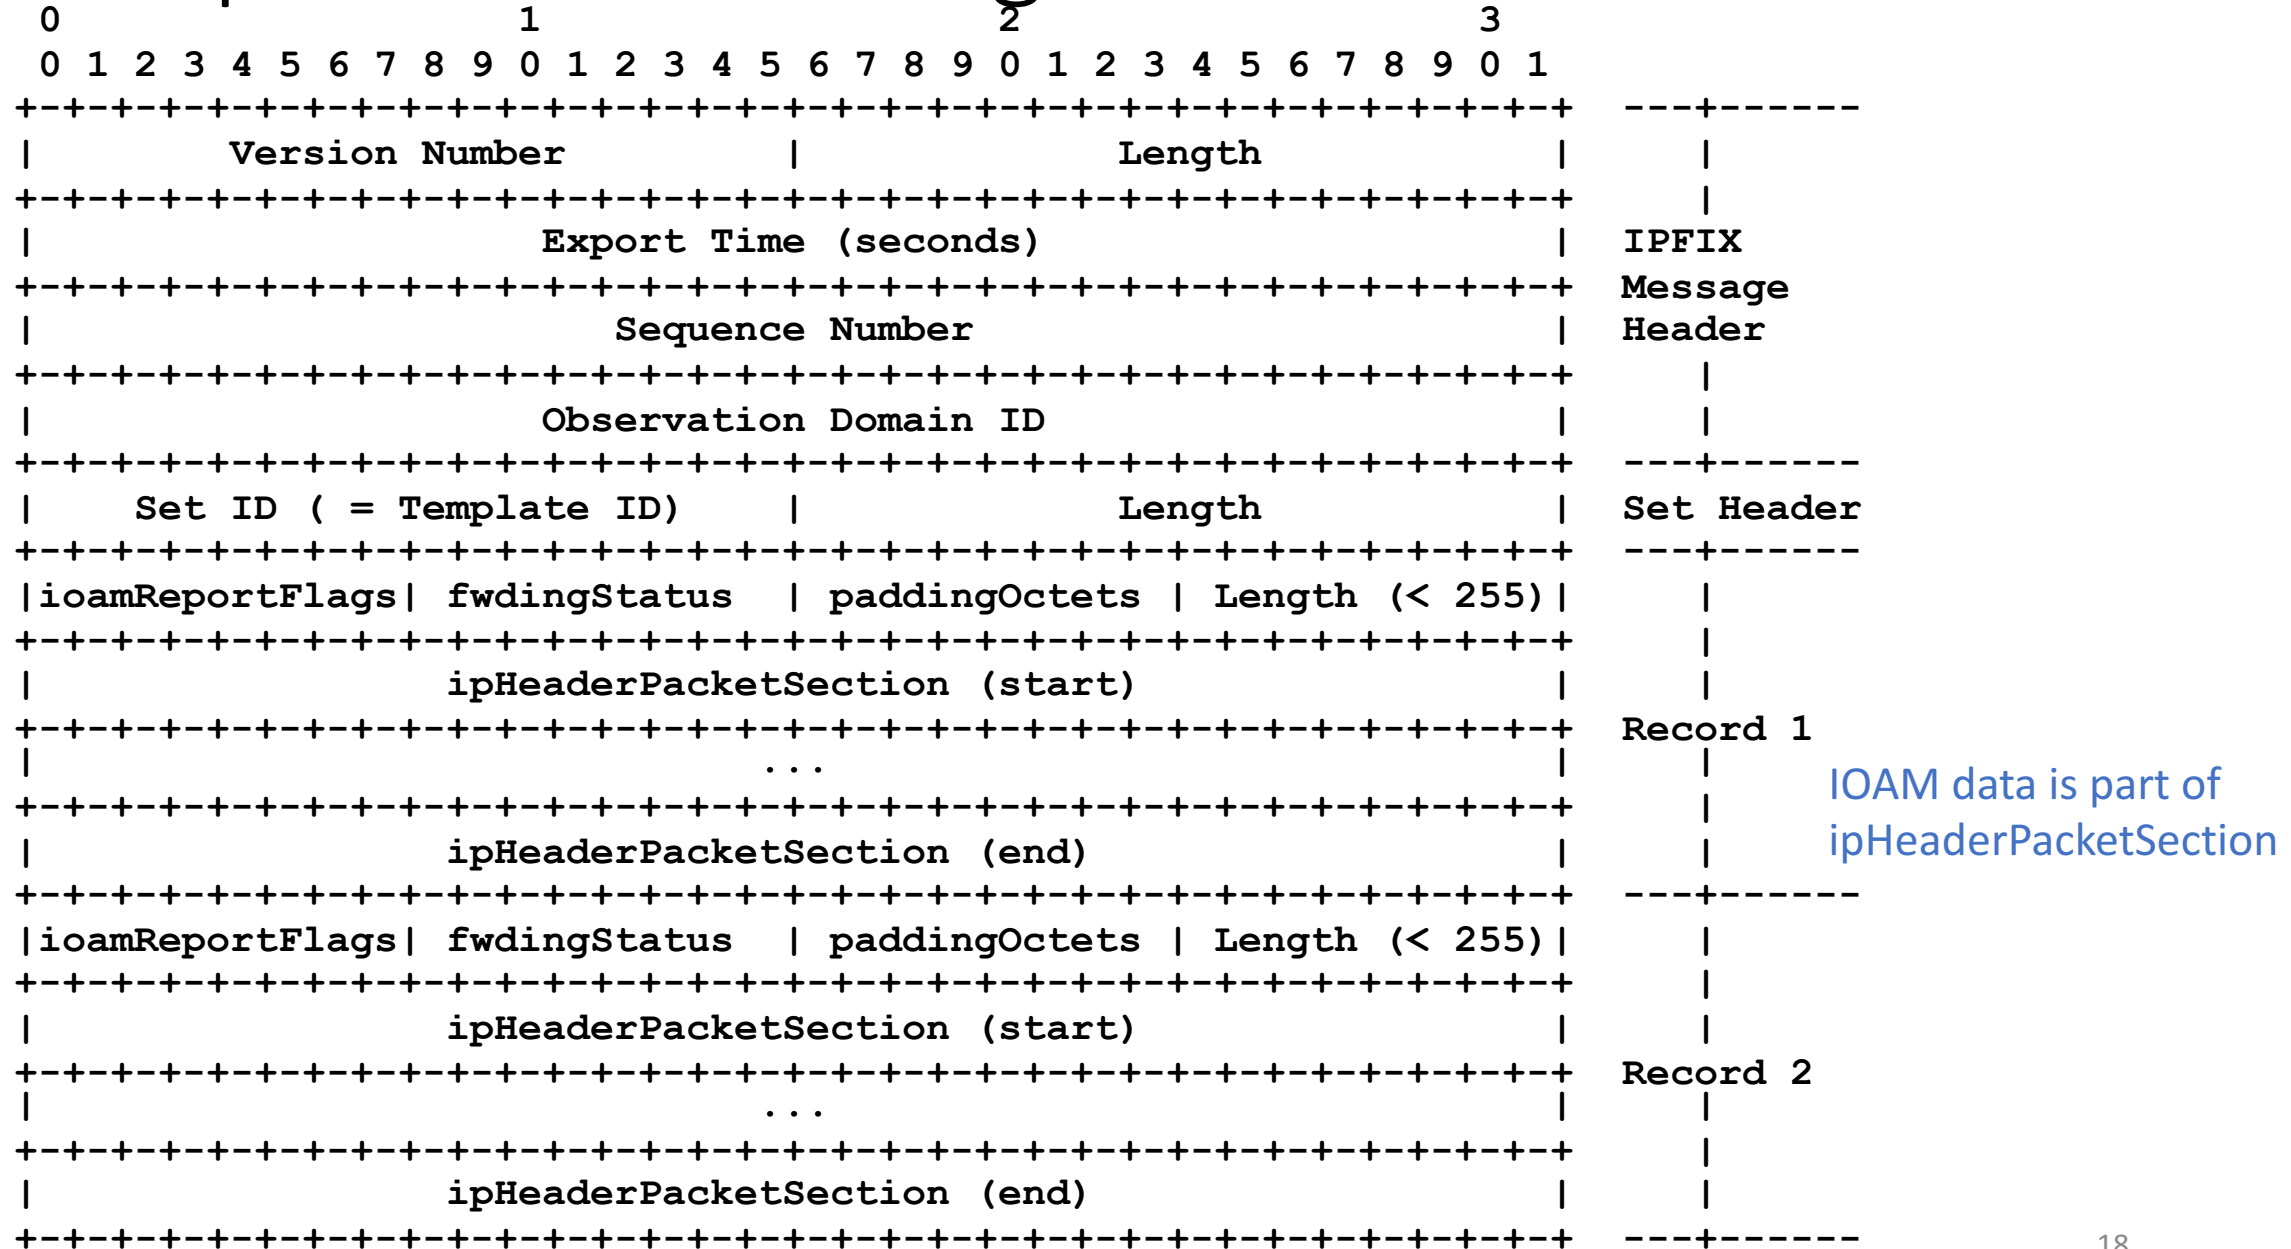 0                   1                   2                   3
 0 1 2 3 4 5 6 7 8 9 0 1 2 3 4 5 6 7 8 9 0 1 2 3 4 5 6 7 8 9 0 1
+-+-+-+-+-+-+-+-+-+-+-+-+-+-+-+-+-+-+-+-+-+-+-+-+-+-+-+-+-+-+-+-+  ---+------
|        Version Number         |             Length            |     |
+-+-+-+-+-+-+-+-+-+-+-+-+-+-+-+-+-+-+-+-+-+-+-+-+-+-+-+-+-+-+-+-+     |
|                     Export Time (seconds)                     |  IPFIX
+-+-+-+-+-+-+-+-+-+-+-+-+-+-+-+-+-+-+-+-+-+-+-+-+-+-+-+-+-+-+-+-+  Message
|                        Sequence Number                        |  Header
+-+-+-+-+-+-+-+-+-+-+-+-+-+-+-+-+-+-+-+-+-+-+-+-+-+-+-+-+-+-+-+-+     |
|                     Observation Domain ID                     |     |
+-+-+-+-+-+-+-+-+-+-+-+-+-+-+-+-+-+-+-+-+-+-+-+-+-+-+-+-+-+-+-+-+  ---+------
|    Set ID ( = Template ID)    |             Length            |  Set Header
+-+-+-+-+-+-+-+-+-+-+-+-+-+-+-+-+-+-+-+-+-+-+-+-+-+-+-+-+-+-+-+-+  ---+------
|ioamReportFlags| fwdingStatus  | paddingOctets | Length (< 255)|     |
+-+-+-+-+-+-+-+-+-+-+-+-+-+-+-+-+-+-+-+-+-+-+-+-+-+-+-+-+-+-+-+-+     |
|                 ipHeaderPacketSection (start)                 |     |
+-+-+-+-+-+-+-+-+-+-+-+-+-+-+-+-+-+-+-+-+-+-+-+-+-+-+-+-+-+-+-+-+  Record 1
|                              ...                              |     |
IOAM data is part of
+-+-+-+-+-+-+-+-+-+-+-+-+-+-+-+-+-+-+-+-+-+-+-+-+-+-+-+-+-+-+-+-+     |
|                 ipHeaderPacketSection (end)                   |     |
ipHeaderPacketSection
+-+-+-+-+-+-+-+-+-+-+-+-+-+-+-+-+-+-+-+-+-+-+-+-+-+-+-+-+-+-+-+-+  ---+------
|ioamReportFlags| fwdingStatus  | paddingOctets | Length (< 255)|     |
+-+-+-+-+-+-+-+-+-+-+-+-+-+-+-+-+-+-+-+-+-+-+-+-+-+-+-+-+-+-+-+-+     |
|                 ipHeaderPacketSection (start)                 |     |
+-+-+-+-+-+-+-+-+-+-+-+-+-+-+-+-+-+-+-+-+-+-+-+-+-+-+-+-+-+-+-+-+  Record 2
|                              ...                              |     |
+-+-+-+-+-+-+-+-+-+-+-+-+-+-+-+-+-+-+-+-+-+-+-+-+-+-+-+-+-+-+-+-+     |
|                 ipHeaderPacketSection (end)                   |     |
+-+-+-+-+-+-+-+-+-+-+-+-+-+-+-+-+-+-+-+-+-+-+-+-+-+-+-+-+-+-+-+-+  ---+------
18